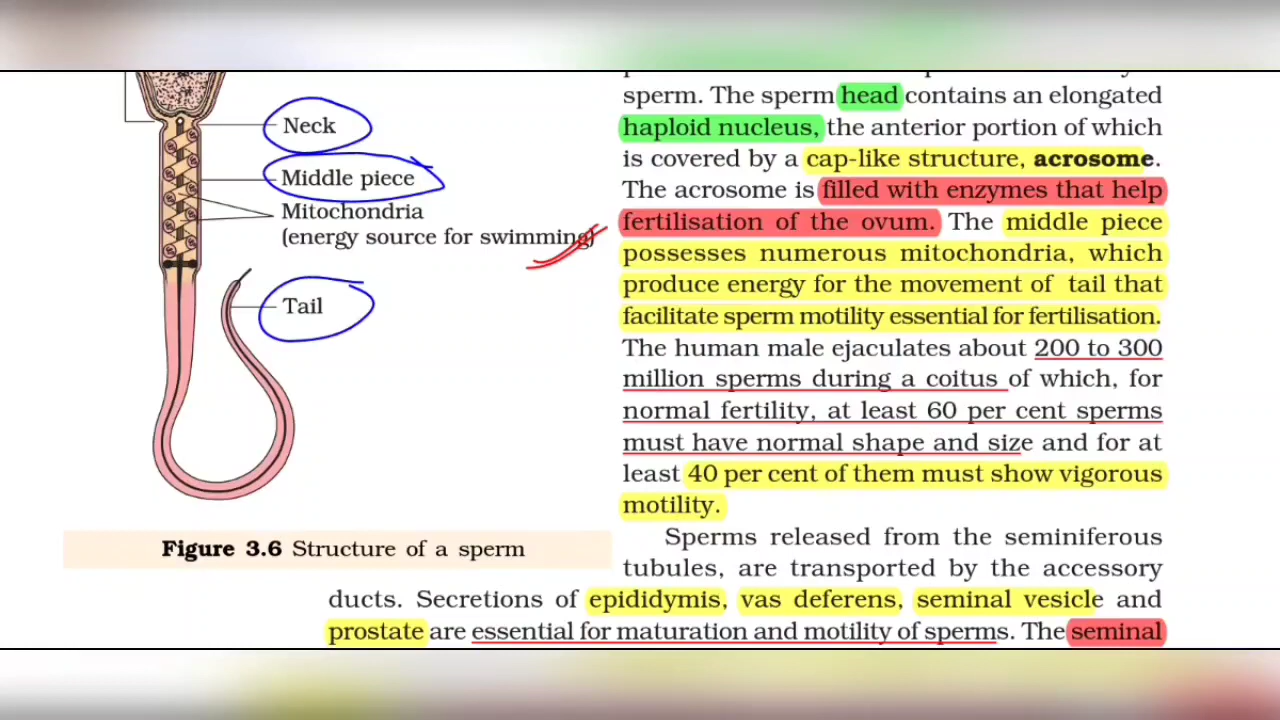 Neck
Middle piece
Mitochondria
(energy source for swimming)
Tail
Figure 3.6 Structure of a sperm
sperm. The sperm head contains an elongated
haploid nucleus, the anterior portion of which
is covered by a cap-like structure, acrosome.
The acrosome is filled with enzymes that help
fertilisation of the ovum. The middle piece
possesses numerous mitochondria, which
produce energy for the movement of tail that
facilitate sperm motility essential for fertilisation.
The human male ejaculates about 200 to 300
million sperms during a coitus of which, for
normal fertility, at least 60 per cent sperms
must have normal shape and size and for at
least 40 per cent of them must show vigorous
motility.
Sperms released from the seminiferous
tubules, are transported by the accessory
ducts. Secretions of epididymis, vas deferens, seminal vesicle and
prostate are essential for maturation and motility of sperms. The seminal